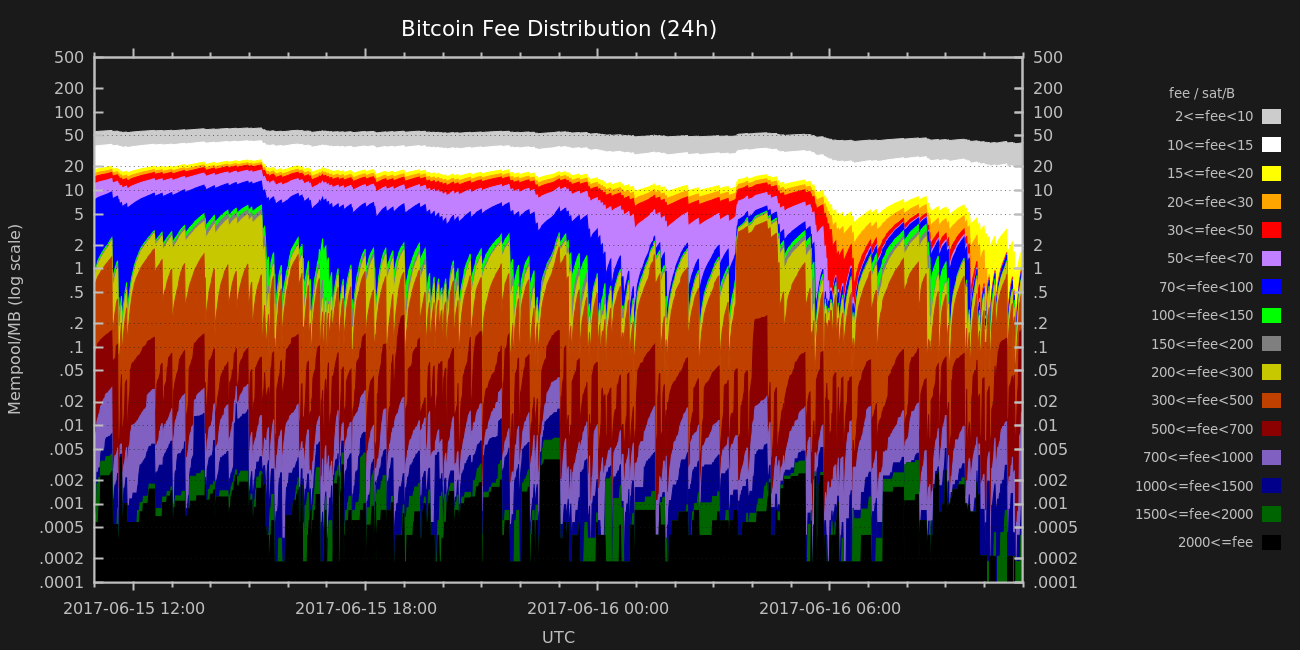 Bitcoin Fee Distribution (24h)
Mempool/MB (log scale)
500
200
100
50
20
10
5
2
1
.5
.2
.1
.05
.02
.01
.005
.002
.001
.0005
.0002
.0001
500
200
100
50
20
10
5
2
1
.5
.2
.1
.05
.02
.01
.005
.002
.001
.0005
.0002
.0001
2017-06-15 12:00
2017-06-15 18:00
2017-06-16 00:00
2017-06-16 06:00
UTC
fee / sat/B
2<=fee<10
10<=fee<15
15<=fee<20
20<=fee<30
30<=fee<50
50<=fee<70
70<=fee<100
100<=fee<150
150<=fee<200
200<=fee<300
300<=fee<500
500<=fee<700
700<=fee<1000
1000<=fee<1500
1500<=fee<2000
2000<=fee